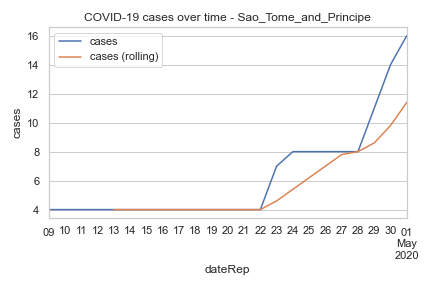 COVID-19 cases over time - Sao_Tome_and_Principe
cases
cases (rolling)
16
14
12
10
8
6
4
cases
09 10 11 12 13 14 15 16 17 18 19 20 21 22 23 24 25 26 27 28 29 30 01
May
2020
dateRep